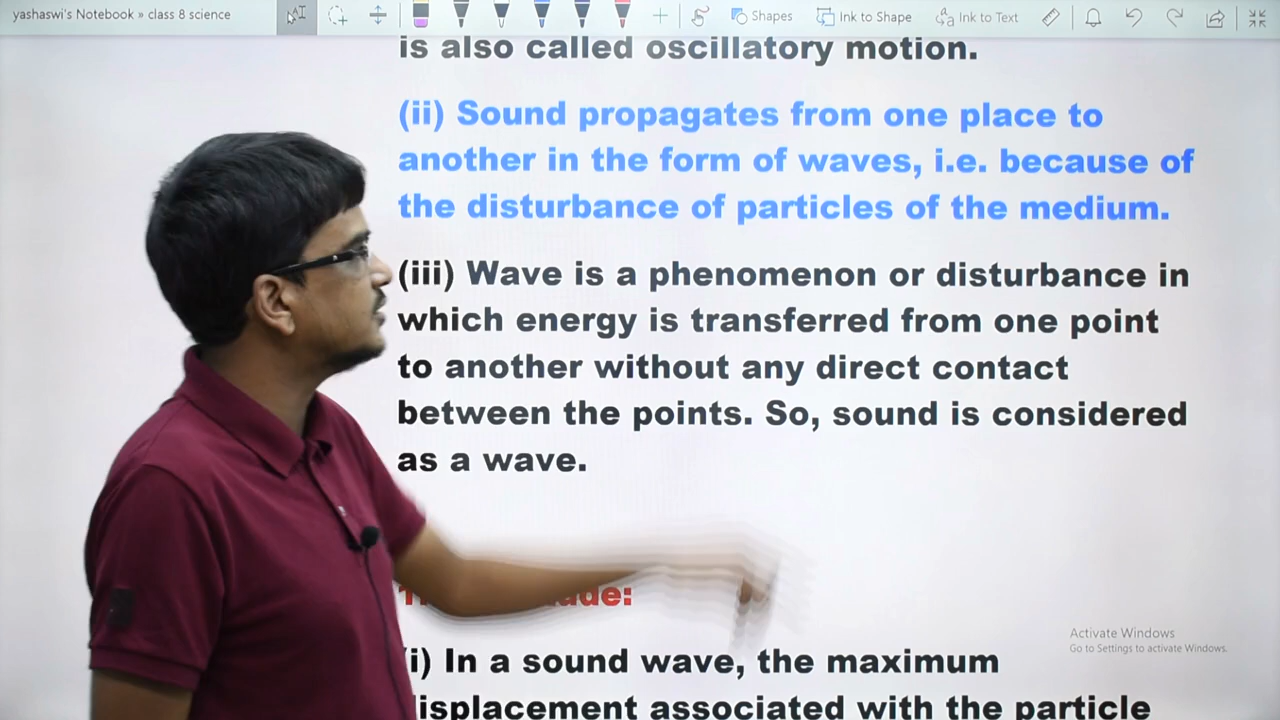 yashaswi's Notebook » class 8 science
Shapes
Ink to Shape
Ink to Text
is also called oscillatory motion.
(ii) Sound propagates from one place to
another in the form of waves, i.e. because of
the disturbance of particles of the medium.
(iii) Wave is a phenomenon or disturbance in
which energy is transferred from one point
to another without any direct contact
between the points. So, sound is considered
as a wave.
(i) In a sound wave, the maximum
displacement associated with the particle
Activate Windows
Go to Settings to activate Windows.